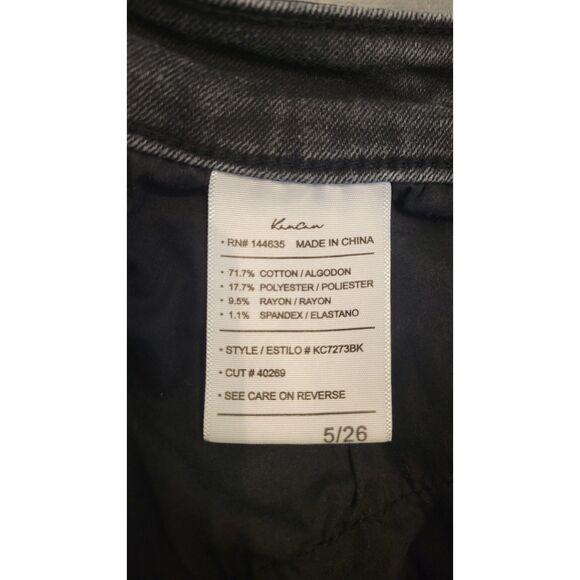 KanCan
• RN# 144635 MADE IN CHINA
• 71.7% COTTON / ALGODON
• 17.7% POLYESTER / POLIESTER
• 9.5% RAYON / RAYON
• 1.1% SPANDEX / ELASTANO
• STYLE / ESTILO # KC7273BK
• CUT # 40269
• SEE CARE ON REVERSE
5/26